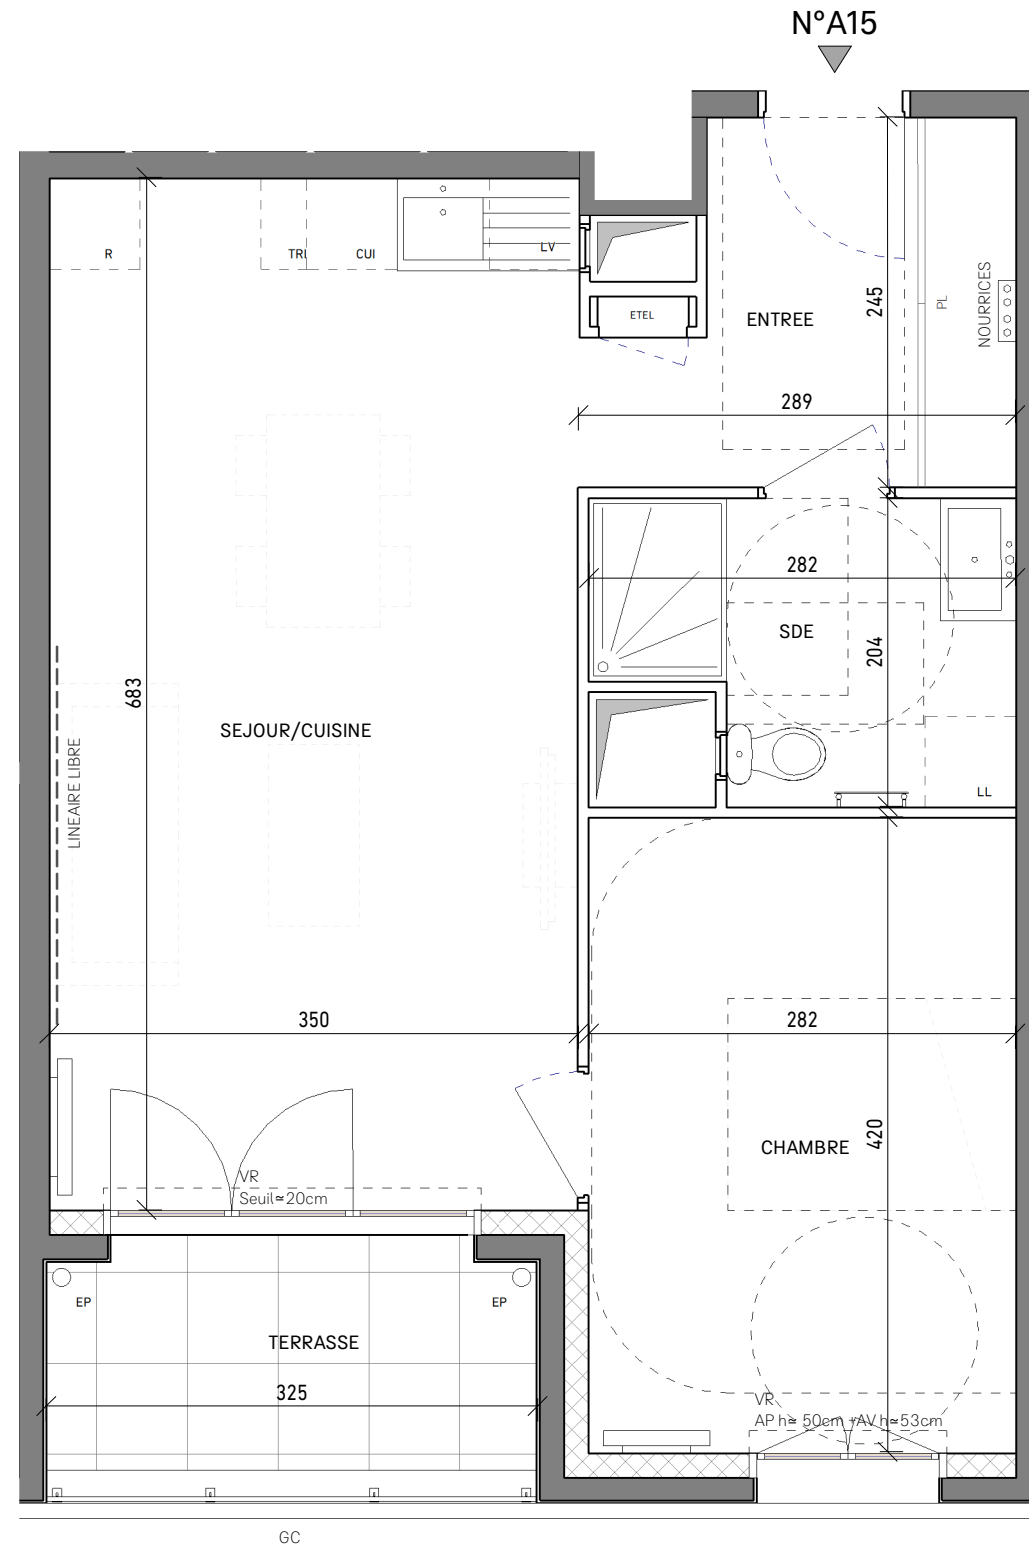 N°A15
R
TRI
CUI
LV
ETEL
ENTREE
245
PL
NOURRICES
289
282
SDE
204
LL
683
SEJOUR/CUISINE
LINEAIRE LIBRE
350
282
CHAMBRE
420
VR
Seuil≃20cm
EP
EP
TERRASSE
325
VR
AP h≃ 50cm +AV h≃53cm
GC